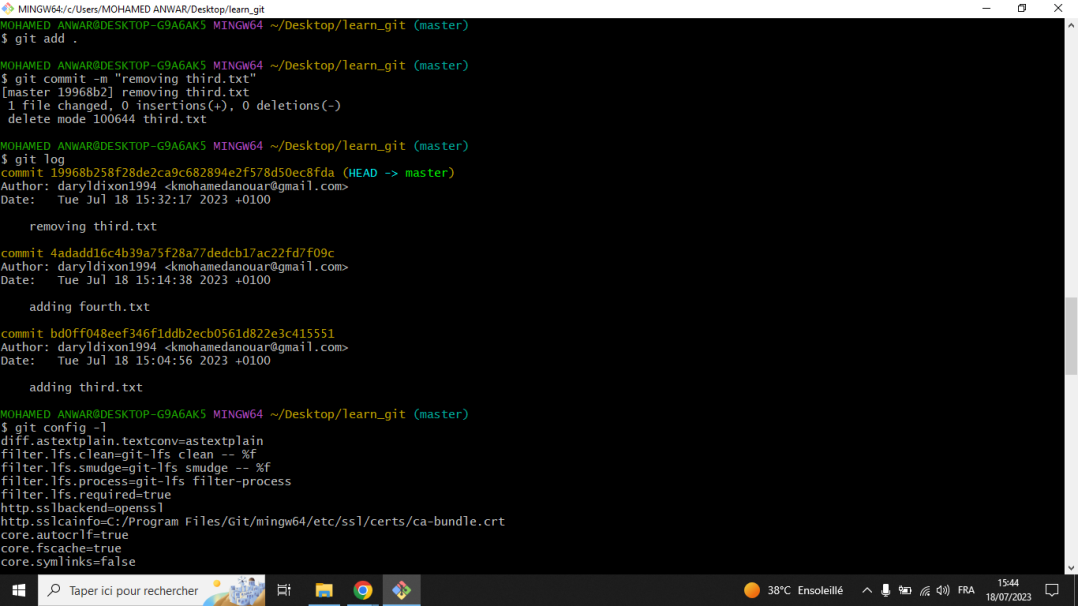 MINGW64:/c/Users/MOHAMED ANWAR/Desktop/learn_git
MOHAMED ANWAR@DESKTOP-G9A6AK5 MINGW64 ~/Desktop/learn_git (master)
$ git add .
MOHAMED ANWAR@DESKTOP-G9A6AK5 MINGW64 ~/Desktop/learn_git (master)
$ git commit -m "removing third.txt"
[master 19968b2] removing third.txt
1 file changed, 0 insertions(+), 0 deletions(-)
delete mode 100644 third.txt
MOHAMED ANWAR@DESKTOP-G9A6AK5 MINGW64 ~/Desktop/learn_git (master)
$ git log
commit 19968b258f28de2ca9c682894e2f578d50ec8fda (HEAD -> master)
Author: daryldixon1994 <kmohamedanouar@gmail.com>
Date:   Tue Jul 18 15:32:17 2023 +0100
removing third.txt
commit 4adadd16c4b39a75f28a77dedcb17ac22fd7f09c
Author: daryldixon1994 <kmohamedanouar@gmail.com>
Date:   Tue Jul 18 15:14:38 2023 +0100
adding fourth.txt
commit bd0ff048eef346f1ddb2ecb0561d822e3c415551
Author: daryldixon1994 <kmohamedanouar@gmail.com>
Date:   Tue Jul 18 15:04:56 2023 +0100
adding third.txt
MOHAMED ANWAR@DESKTOP-G9A6AK5 MINGW64 ~/Desktop/learn_git (master)
$ git config -l
diff.astextplain.textconv=astextplain
filter.lfs.clean=git-lfs clean -- %f
filter.lfs.smudge=git-lfs smudge -- %f
filter.lfs.process=git-lfs filter-process
filter.lfs.required=true
http.sslbackend=openssl
http.sslcainfo=C:/Program Files/Git/mingw64/etc/ssl/certs/ca-bundle.crt
core.autocrlf=true
core.fscache=true
core.symlinks=false
Taper ici pour rechercher
38°C Ensoleillé
FRA
15:44
18/07/2023